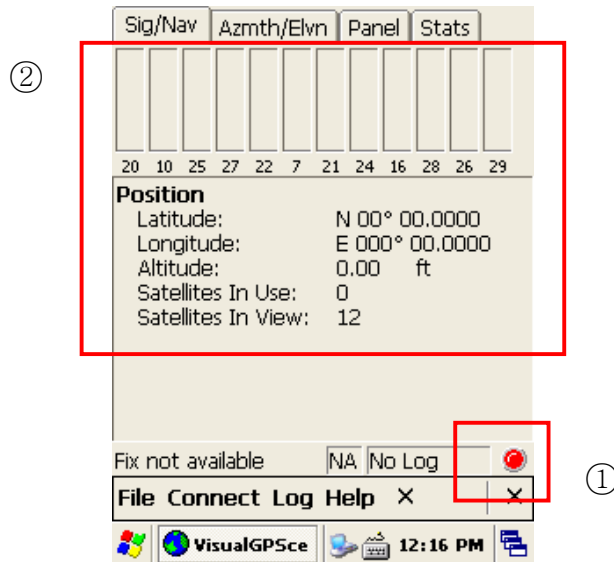 Sig/Nav Azmth/Elvn Panel Stats
②
20 10 25 27 22 7 21 24 16 28 26 29
Position
Latitude: N 00° 00.0000
Longitude: E 000° 00.0000
Altitude: 0.00 ft
Satellites In Use: 0
Satellites In View: 12
Fix not available NA No Log
①
File Connect Log Help ✕ ✕
VisualGPSce 12:16 PM